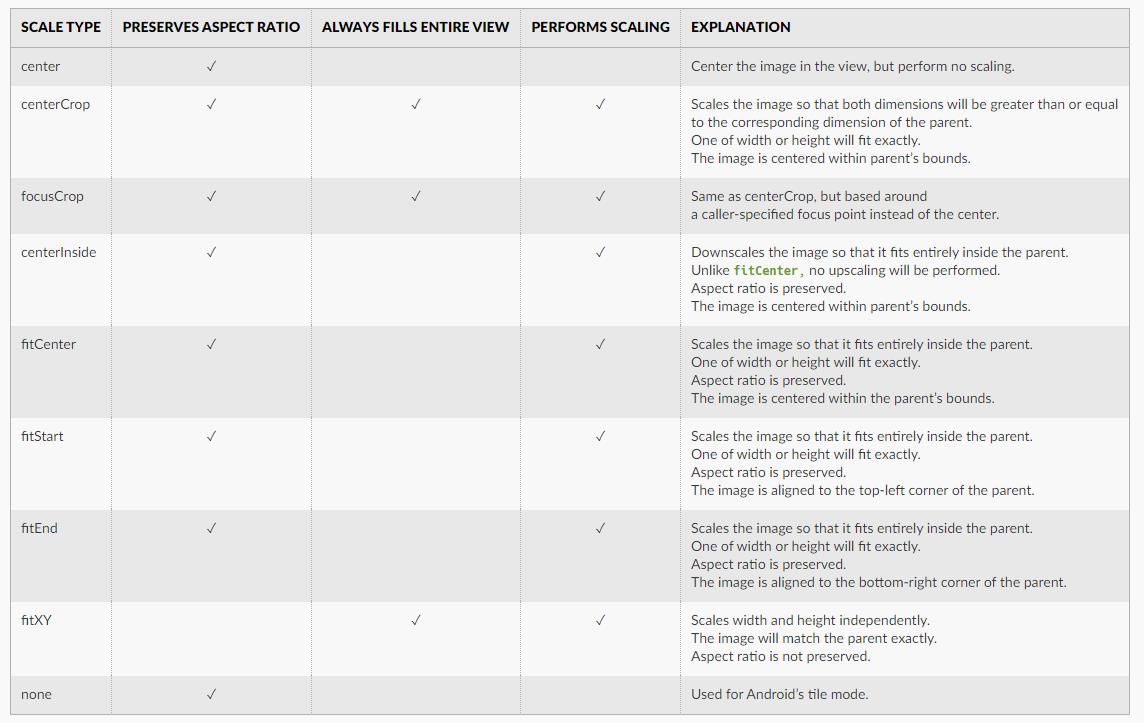 SCALE TYPE PRESERVES ASPECT RATIO ALWAYS FILLS ENTIRE VIEW PERFORMS SCALING EXPLANATION
center ✓ Center the image in the view, but perform no scaling.
centerCrop ✓ ✓ ✓ Scales the image so that both dimensions will be greater than or equal
to the corresponding dimension of the parent.
One of width or height will fit exactly.
The image is centered within parent's bounds.
focusCrop ✓ ✓ ✓ Same as centerCrop, but based around
a caller-specified focus point instead of the center.
centerInside ✓ ✓ Downscales the image so that it fits entirely inside the parent.
Unlike fitCenter, no upscaling will be performed.
Aspect ratio is preserved.
The image is centered within parent's bounds.
fitCenter ✓ ✓ Scales the image so that it fits entirely inside the parent.
One of width or height will fit exactly.
Aspect ratio is preserved.
The image is centered within the parent's bounds.
fitStart ✓ ✓ Scales the image so that it fits entirely inside the parent.
One of width or height will fit exactly.
Aspect ratio is preserved.
The image is aligned to the top-left corner of the parent.
fitEnd ✓ ✓ Scales the image so that it fits entirely inside the parent.
One of width or height will fit exactly.
Aspect ratio is preserved.
The image is aligned to the bottom-right corner of the parent.
fitXY ✓ ✓ Scales width and height independently.
The image will match the parent exactly.
Aspect ratio is not preserved.
none ✓ Used for Android's tile mode.